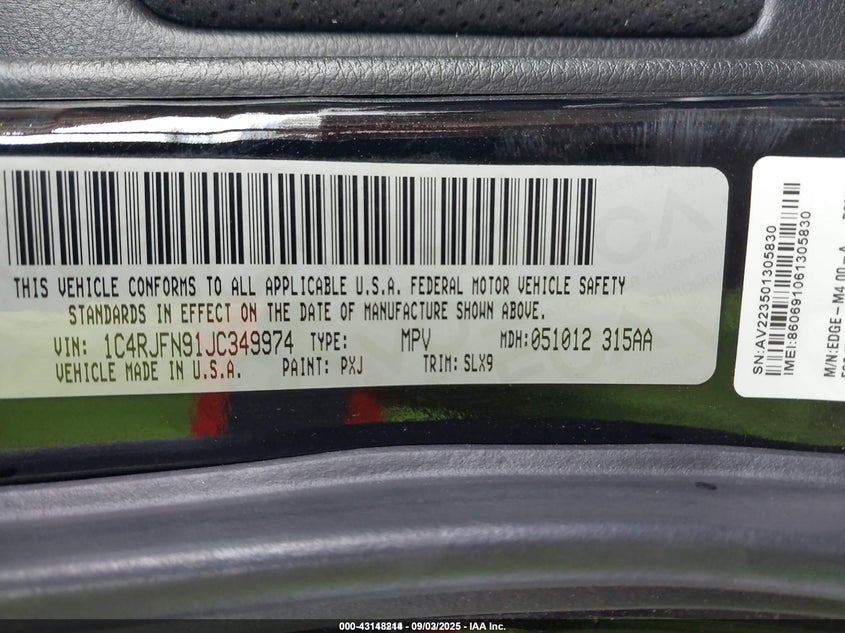 THIS VEHICLE CONFORMS TO ALL APPLICABLE U.S.A. FEDERAL MOTOR VEHICLE SAFETY
STANDARDS IN EFFECT ON THE DATE OF MANUFACTURE SHOWN ABOVE.
VIN: 1C4RJFN91JC349974 TYPE: MPV MDH:051012 315AA
VEHICLE MADE IN U.S.A. PAINT: PXJ TRIM: SLX9
SN:AV223501305830
IMEI:860691061305830
M/N:EDGE-M4.00-A
000-43148214 - 09/03/2025 - IAA Inc.